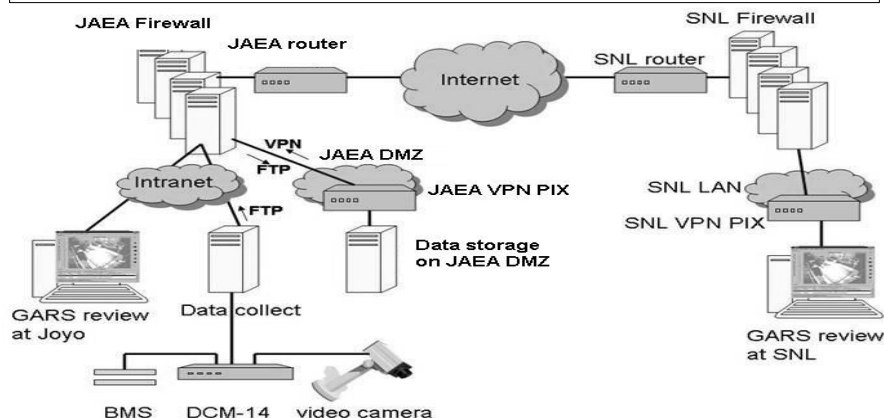 JAEA Firewall
JAEA router
Internet
SNL router
SNL Firewall
VPN
FTP
JAEA DMZ
Intranet
FTP
JAEA VPN PIX
SNL LAN
SNL VPN PIX
Data storage
on JAEA DMZ
GARS review
at Joyo
Data collect
GARS review
at SNL
BMS
DCM-14
video camera